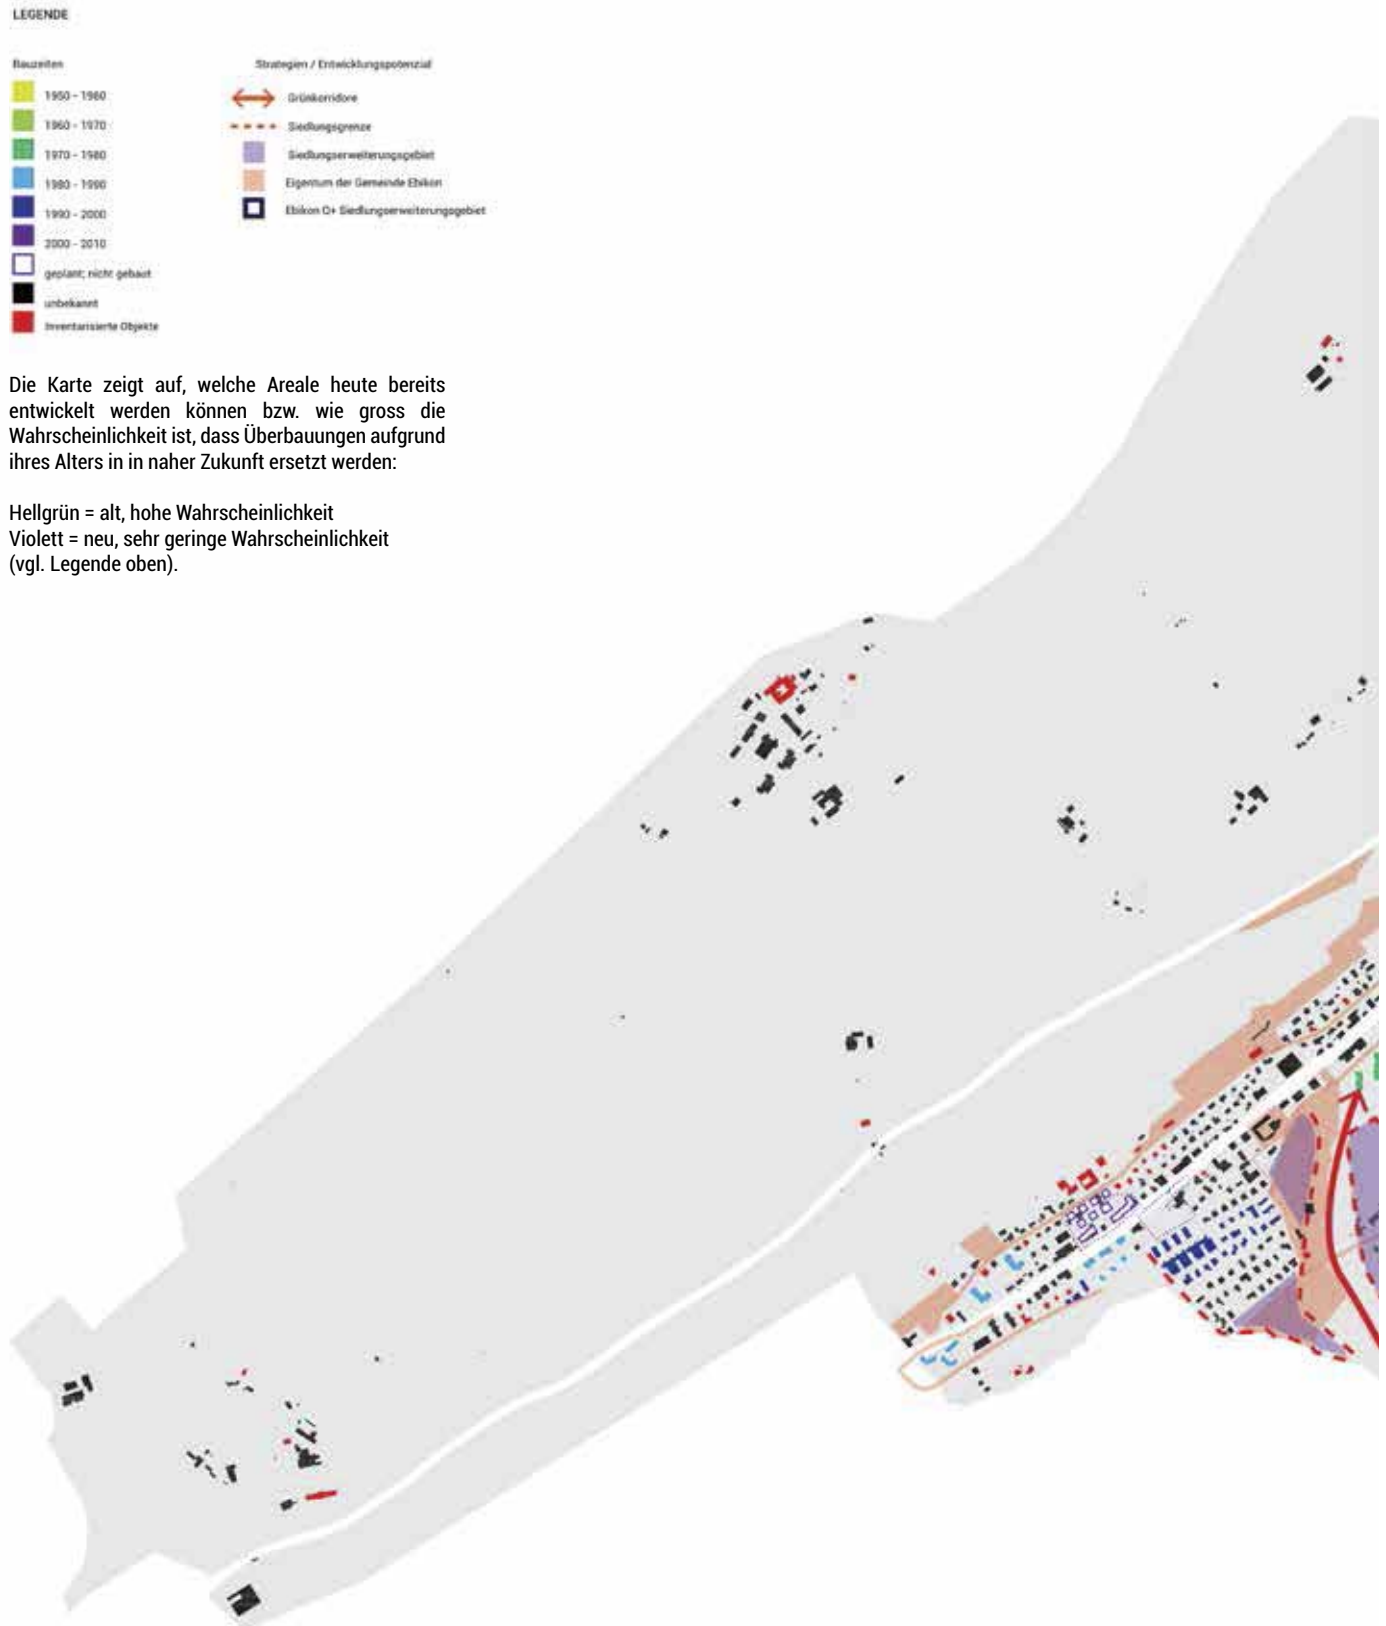 LEGENDE
Bauzeiten
1950 - 1960
1960 - 1970
1970 - 1980
1980 - 1990
1990 - 2000
2000 - 2010
geplant; nicht gebaut
unbekannt
Inventarisierte Objekte
Strategien / Entwicklungspotenzial
Grünkorridore
Siedlungsgrenze
Siedlungserweiterungsgebiet
Eigentum der Gemeinde Ebikon
Ebikon O+ Siedlungserweiterungsgebiet
Die Karte zeigt auf, welche Areale heute bereits
entwickelt werden können bzw. wie gross die
Wahrscheinlichkeit ist, dass Überbauungen aufgrund
ihres Alters in in naher Zukunft ersetzt werden:
Hellgrün = alt, hohe Wahrscheinlichkeit
Violett = neu, sehr geringe Wahrscheinlichkeit
(vgl. Legende oben).